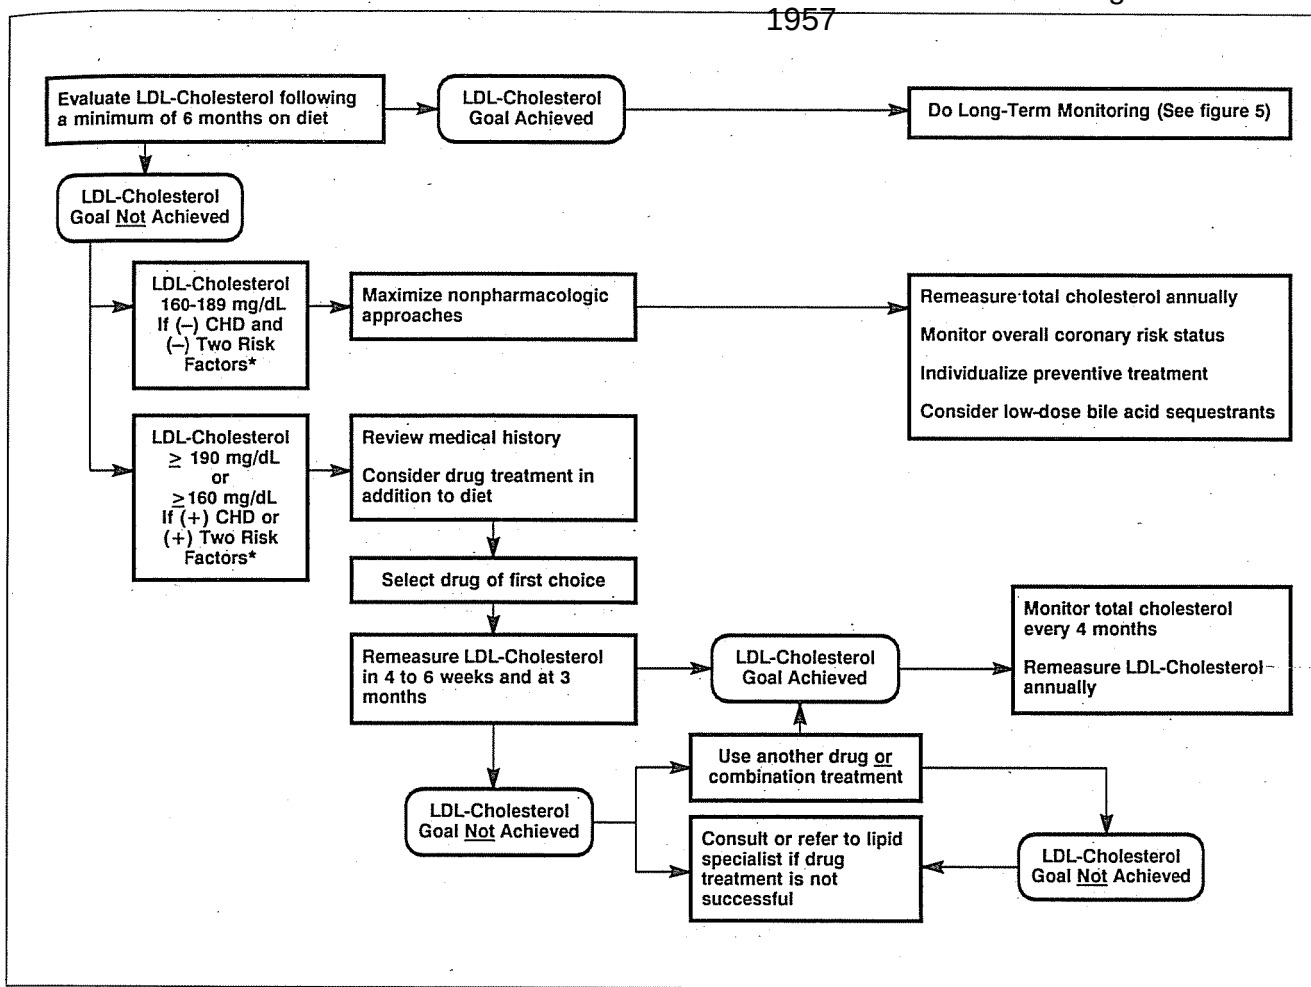 1957
Evaluate LDL-Cholesterol following
a minimum of 6 months on diet
LDL-Cholesterol
Goal Achieved
Do Long-Term Monitoring (See figure 5)
LDL-Cholesterol
Goal Not Achieved
LDL-Cholesterol
160-189 mg/dL
If (–) CHD and
(–) Two Risk
Factors*
Maximize nonpharmacologic
approaches
Remeasure total cholesterol annually
Monitor overall coronary risk status
Individualize preventive treatment
Consider low-dose bile acid sequestrants
LDL-Cholesterol
≥ 190 mg/dL
or
≥160 mg/dL
If (+) CHD or
(+) Two Risk
Factors*
Review medical history
Consider drug treatment in
addition to diet
Select drug of first choice
Remeasure LDL-Cholesterol
in 4 to 6 weeks and at 3
months
LDL-Cholesterol
Goal Achieved
Monitor total cholesterol
every 4 months
Remeasure LDL-Cholesterol
annually
LDL-Cholesterol
Goal Not Achieved
Use another drug or
combination treatment
Consult or refer to lipid
specialist if drug
treatment is not
successful
LDL-Cholesterol
Goal Not Achieved